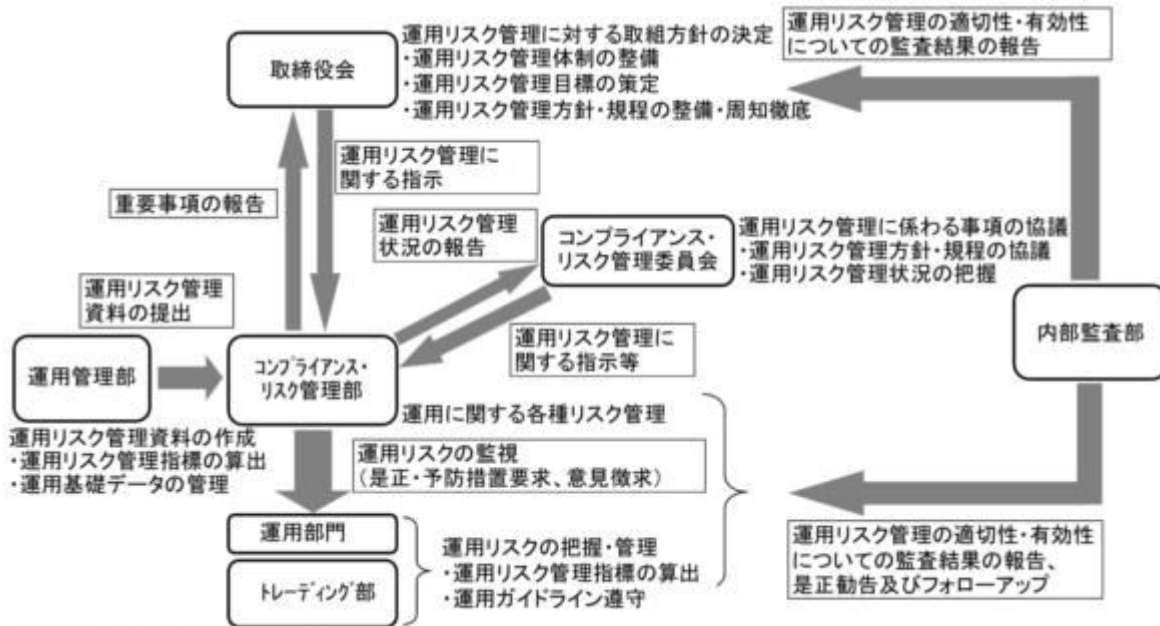 取締役会
運用リスク管理に対する取組方針の決定
・運用リスク管理体制の整備
・運用リスク管理目標の策定
・運用リスク管理方針・規程の整備・周知徹底
運用リスク管理の適切性・有効性
についての監査結果の報告
運用リスク管理に
関する指示
重要事項の報告
運用リスク管理
状況の報告
コンプライアンス・
リスク管理委員会
運用リスク管理に係わる事項の協議
・運用リスク管理方針・規程の協議
・運用リスク管理状況の把握
運用リスク管理
資料の提出
運用リスク管理に
関する指示等
内部監査部
運用管理部
コンプライアンス・
リスク管理部
運用に関する各種リスク管理
運用リスク管理資料の作成
・運用リスク管理指標の算出
・運用基礎データの管理
運用リスクの監視
(是正・予防措置要求、意見徴求)
運用部門
トレーディング部
運用リスクの把握・管理
・運用リスク管理指標の算出
・運用ガイドライン遵守
運用リスク管理の適切性・有効性
についての監査結果の報告、
是正勧告及びフォローアップ